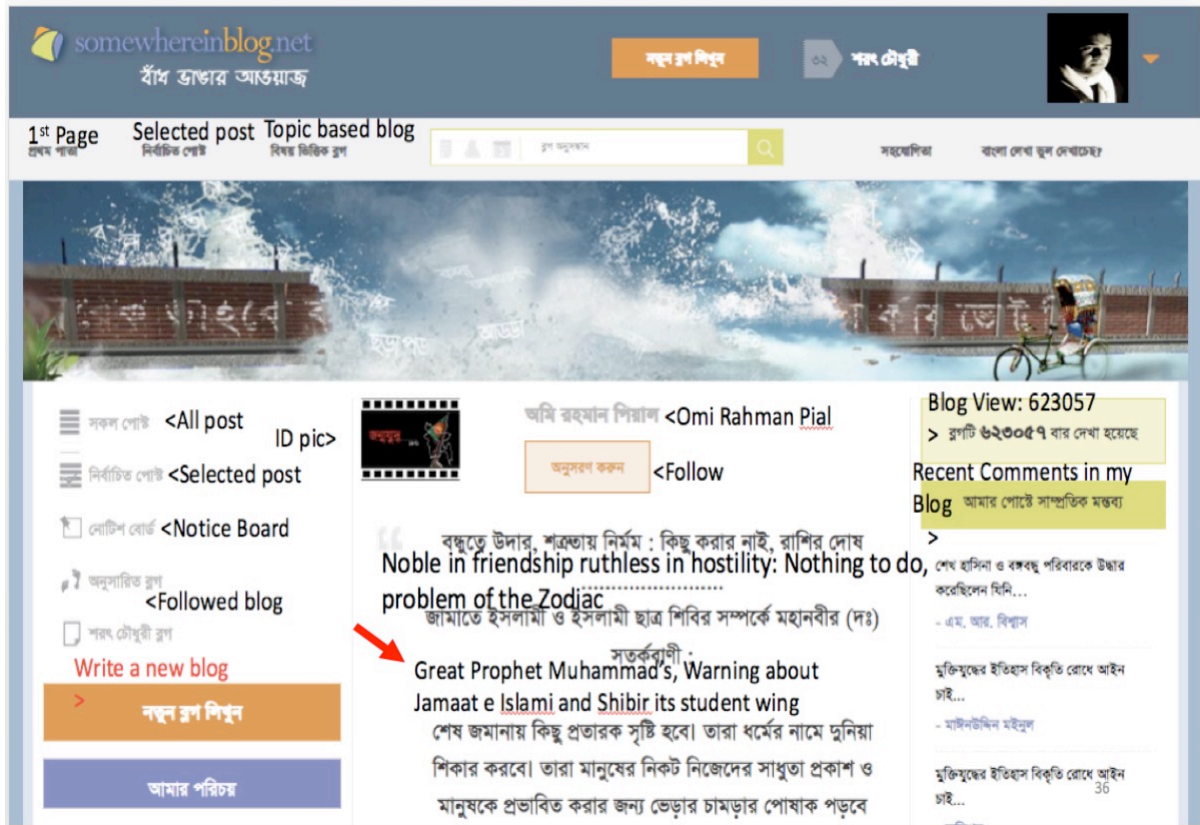 somewhereinblog.net
বাঁধ ভাঙার আওয়াজ
নতুন ব্লগ লিখুন
৩২ শরৎ চৌধুরী
1st Page Selected post Topic based blog
প্রথম পাতা নির্বাচিত পোস্ট বিষয় ভিত্তিক ব্লগ
ব্লগ অনুসন্ধান
সহযোগিতা বাংলা লেখা ভুল দেখাচ্ছে?
সকল পোস্ট <All post
ID pic>
নির্বাচিত পোস্ট <Selected post
নোটিশ বোর্ড <Notice Board
অনুসারিত ব্লগ
<Followed blog
শরৎ চৌধুরী ব্লগ
Write a new blog
>
নতুন ব্লগ লিখুন
আমার পরিচয়
অমি রহমান পিয়াল <Omi Rahman Pial
অনুসরণ করুন <Follow
বন্ধুত্বে উদার, শত্রুতায় নির্মম : কিছু করার নাই, রাশির দোষ
Noble in friendship ruthless in hostility: Nothing to do,
problem of the Zodiac
জামাতে ইসলামী ও ইসলামী ছাত্র শিবির সম্পর্কে মহানবীর (দঃ)
সতর্কবাণী :
Great Prophet Muhammad's, Warning about
Jamaat e Islami and Shibir its student wing
শেষ জমানায় কিছু প্রতারক সৃষ্টি হবে। তারা ধর্মের নামে দুনিয়া
শিকার করবে। তারা মানুষের নিকট নিজেদের সাধুতা প্রকাশ ও
মানুষকে প্রভাবিত করার জন্য ভেড়ার চামড়ার পোষাক পড়বে
Blog View: 623057
> ব্লগটি ৬২৩০৫৭ বার দেখা হয়েছে
Recent Comments in my
Blog আমার পোস্টে সাম্প্রতিক মন্তব্য
>
শেখ হাসিনা ও বঙ্গবন্ধু পরিবারকে উদ্ধার
করেছিলেন যিনি...
- এম. আর. বিশ্বাস
মুক্তিযুদ্ধের ইতিহাস বিকৃতি রোধে আইন
চাই...
- মাঈনউদ্দিন মইনুল
মুক্তিযুদ্ধের ইতিহাস বিকৃতি রোধে আইন
চাই...
36